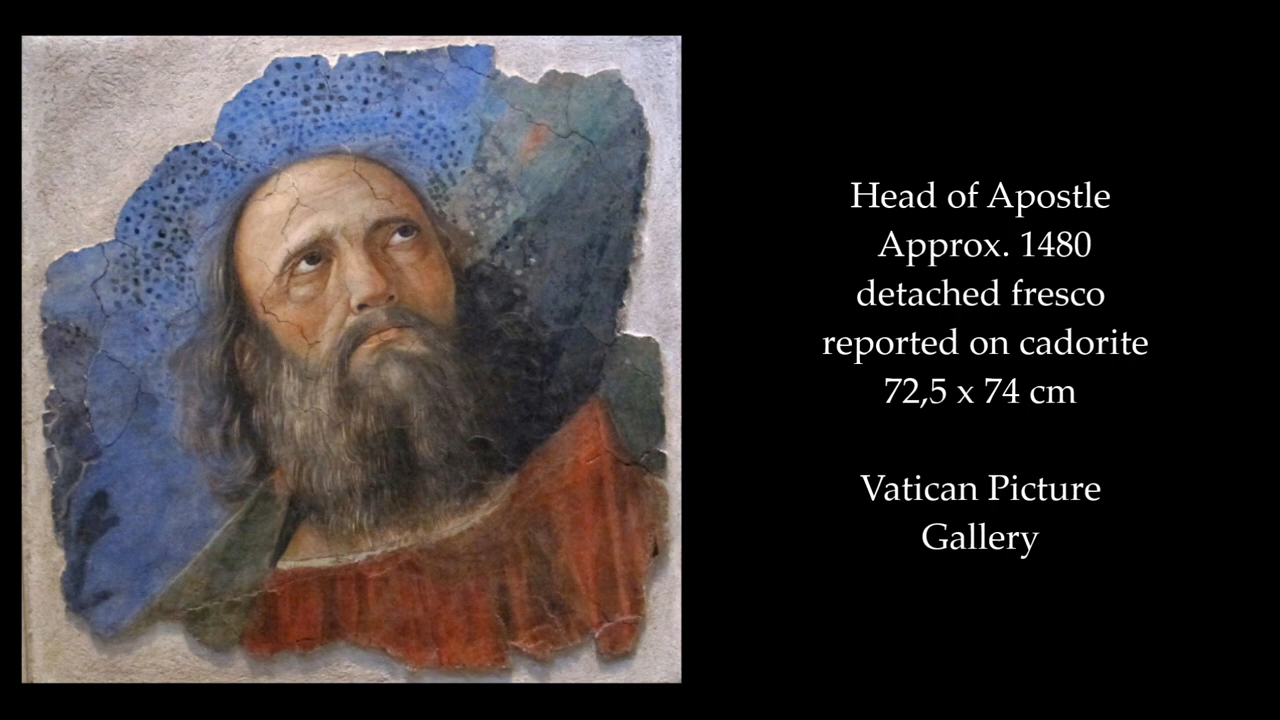 Head of Apostle
Approx. 1480
detached fresco
reported on cadorite
72,5 x 74 cm
Vatican Picture
Gallery